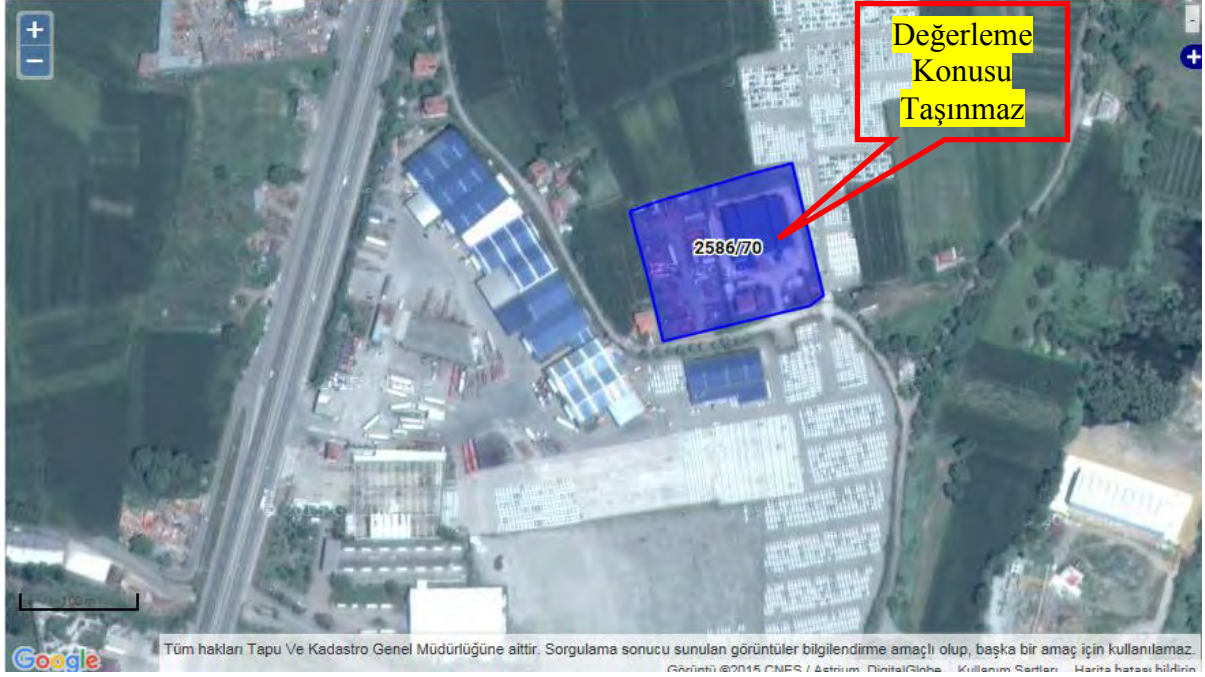 +
−
Değerleme
Konusu
Taşınmaz
-
+
2586/70
100 m
Google
Tüm hakları Tapu Ve Kadastro Genel Müdürlüğüne aittir. Sorgulama sonucu sunulan görüntüler bilgilendirme amaçlı olup, başka bir amaç için kullanılamaz.
Görüntü ©2015 CNES / Astrium, DigitalGlobe Kullanım Şartları Harita hatası bildirin